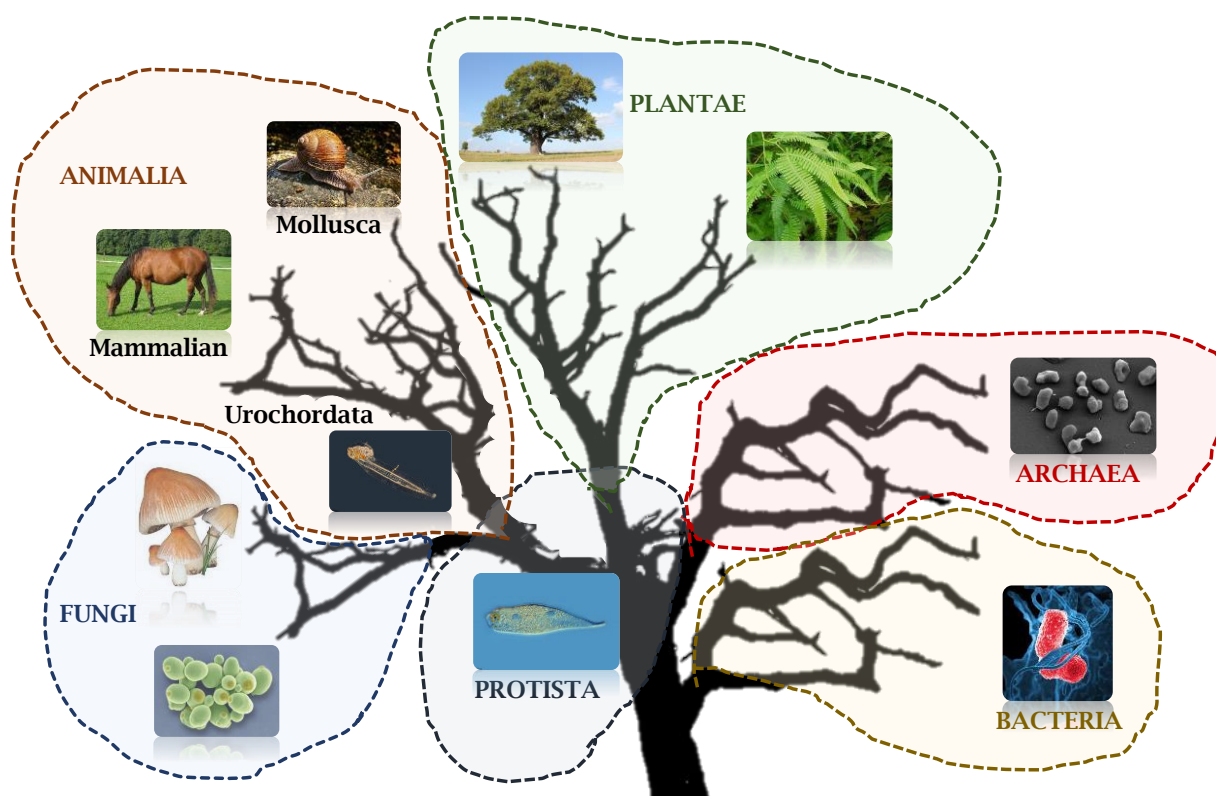 PLANTAE
ANIMALIA
Mollusca
Mammalian
Urochordata
ARCHAEA
FUNGI
PROTISTA
BACTERIA